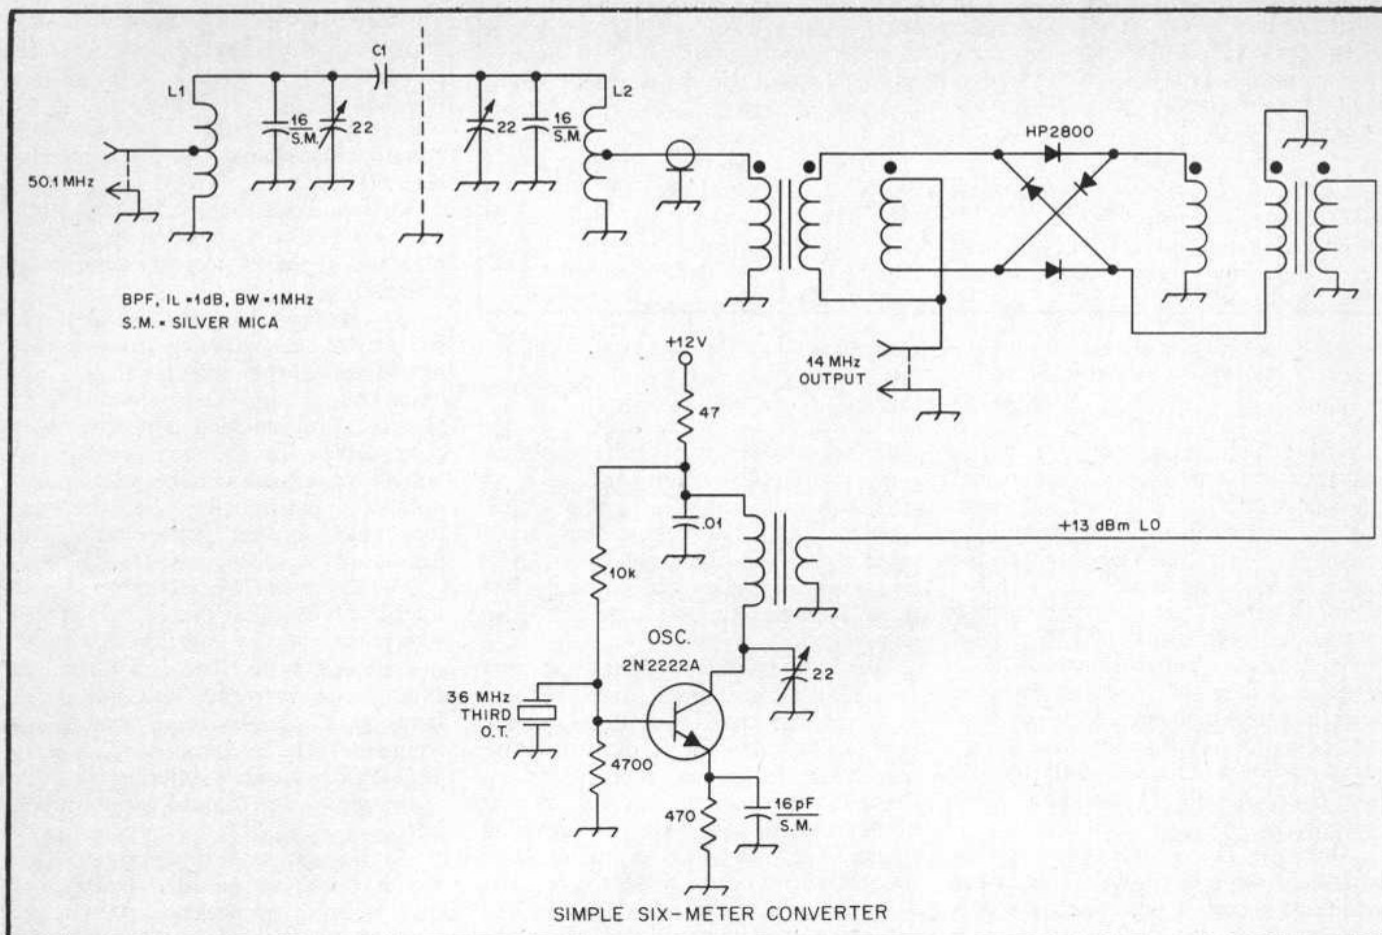 C1
L1
16
S.M.
22
22
16
S.M.
L2
HP2800
50.1 MHz
BPF, IL = 1dB, BW = 1MHz
S.M. = SILVER MICA
+12V
14 MHz
OUTPUT
47
.01
+13 dBm LO
10k
OSC.
2N2222A
22
36 MHz
THIRD
O.T.
4700
470
16pF
S.M.
SIMPLE SIX-METER CONVERTER